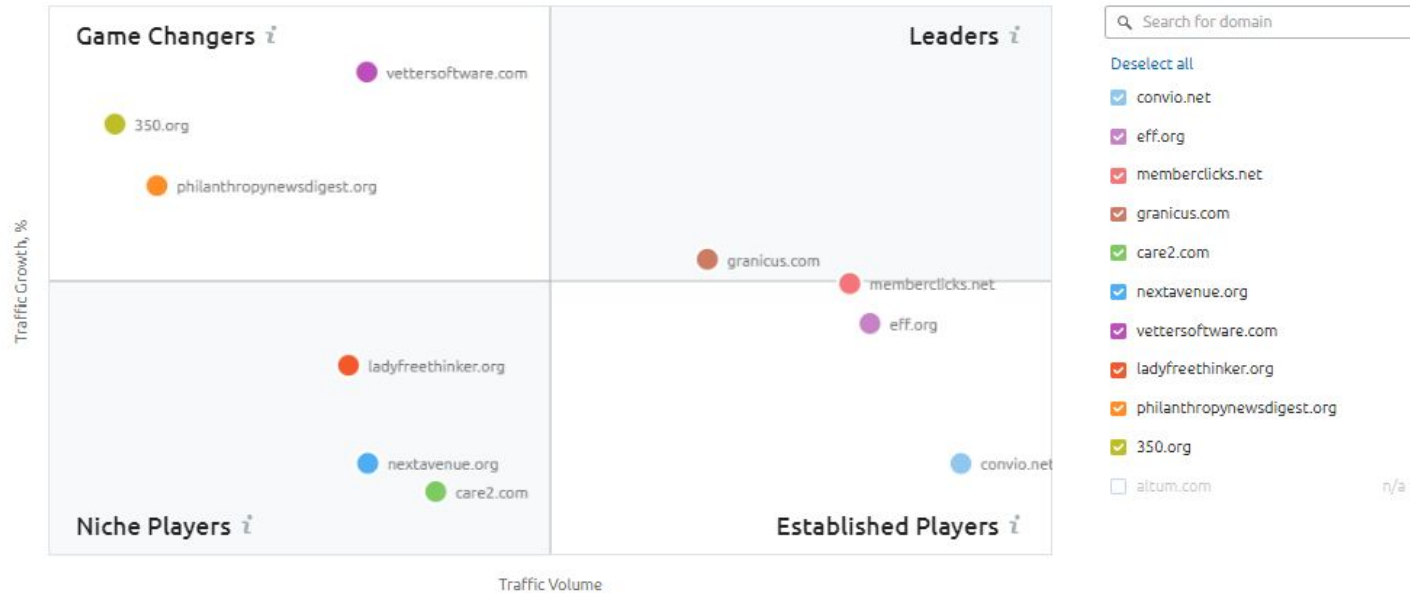 Game Changers i
Leaders i
vettersoftware.com
350.org
philanthropynewsdigest.org
granicus.com
memberclicks.net
eff.org
ladyfreethinker.org
nextavenue.org
care2.com
convio.net
Niche Players i
Established Players i
Traffic Growth, %
Traffic Volume
Search for domain
Deselect all
convio.net
eff.org
memberclicks.net
granicus.com
care2.com
nextavenue.org
vettersoftware.com
ladyfreethinker.org
philanthropynewsdigest.org
350.org
altum.com n/a